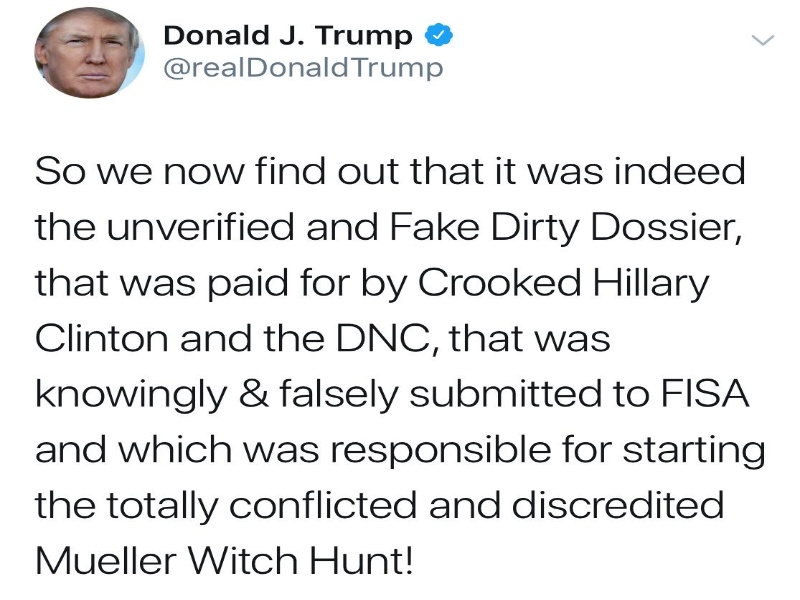 Donald J. Trump
@realDonaldTrump
So we now find out that it was indeed
the unverified and Fake Dirty Dossier,
that was paid for by Crooked Hillary
Clinton and the DNC, that was
knowingly & falsely submitted to FISA
and which was responsible for starting
the totally conflicted and discredited
Mueller Witch Hunt!